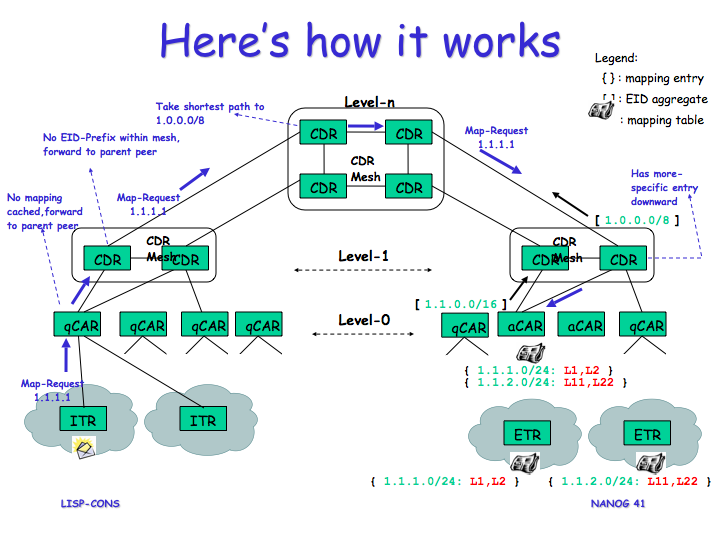 Here's how it works
Legend:
{ } : mapping entry
[ ] : EID aggregate
: mapping table
Level-n
Take shortest path to
1.0.0.0/8
CDR
CDR
CDR
Mesh
CDR
CDR
No EID-Prefix within mesh,
forward to parent peer
Map-Request
1.1.1.1
Has more-
specific entry
downward
No mapping
cached,forward
to parent peer
Map-Request
1.1.1.1
[ 1.0.0.0/8 ]
CDR
Mesh
CDR
CDR
Level-1
CDR
Mesh
CDR
CDR
[ 1.1.0.0/16 ]
Level-0
qCAR
qCAR
qCAR
qCAR
qCAR
aCAR
aCAR
qCAR
{ 1.1.1.0/24: L1,L2 }
{ 1.1.2.0/24: L11,L22 }
Map-Request
1.1.1.1
ITR
ITR
ETR
ETR
{ 1.1.1.0/24: L1,L2 }
{ 1.1.2.0/24: L11,L22 }
LISP-CONS
NANOG 41